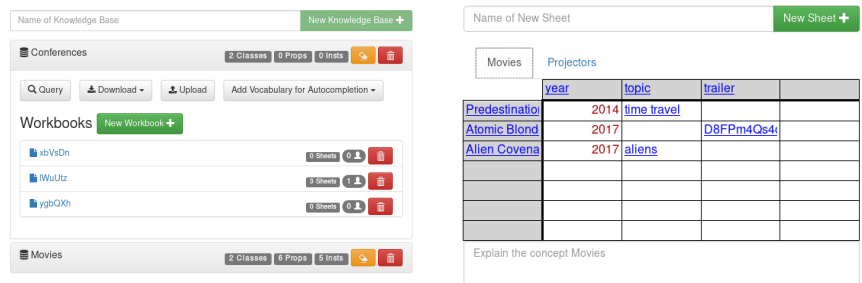 Name of Knowledge Base
New Knowledge Base
Conferences
2 Classes 0 Props 0 Insts
Query Download Upload Add Vocabulary for Autocompletion
Workbooks New Workbook
xbVsDn 0 Sheets 0
IWuUtz 3 Sheets 1
ygbQXh 0 Sheets 0
Movies
2 Classes 6 Props 5 Insts
Name of New Sheet
New Sheet
Movies Projectors
year topic trailer
Predestination 2014 time travel
Atomic Blond 2017 D8FPm4Qs4
Alien Covena 2017 aliens
Explain the concept Movies